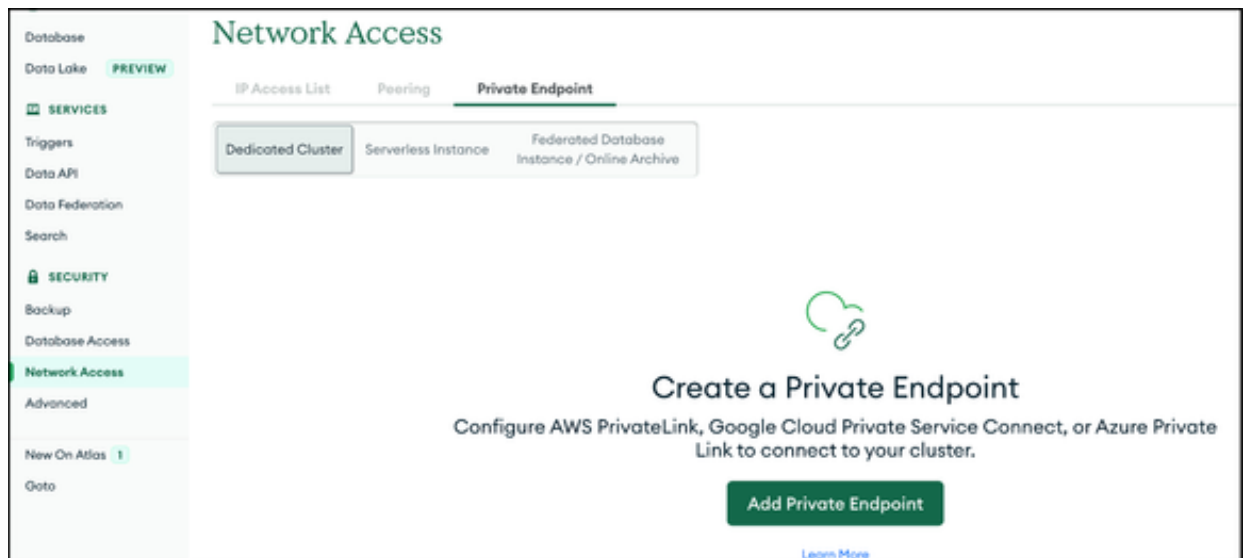 Database
Data Lake PREVIEW
SERVICES
Triggers
Data API
Data Federation
Search
SECURITY
Backup
Database Access
Network Access
Advanced
New On Atlas 1
Goto
Network Access
IP Access List Peering Private Endpoint
Dedicated Cluster Serverless Instance Federated Database
Instance / Online Archive
Create a Private Endpoint
Configure AWS PrivateLink, Google Cloud Private Service Connect, or Azure Private
Link to connect to your cluster.
Add Private Endpoint
Learn More